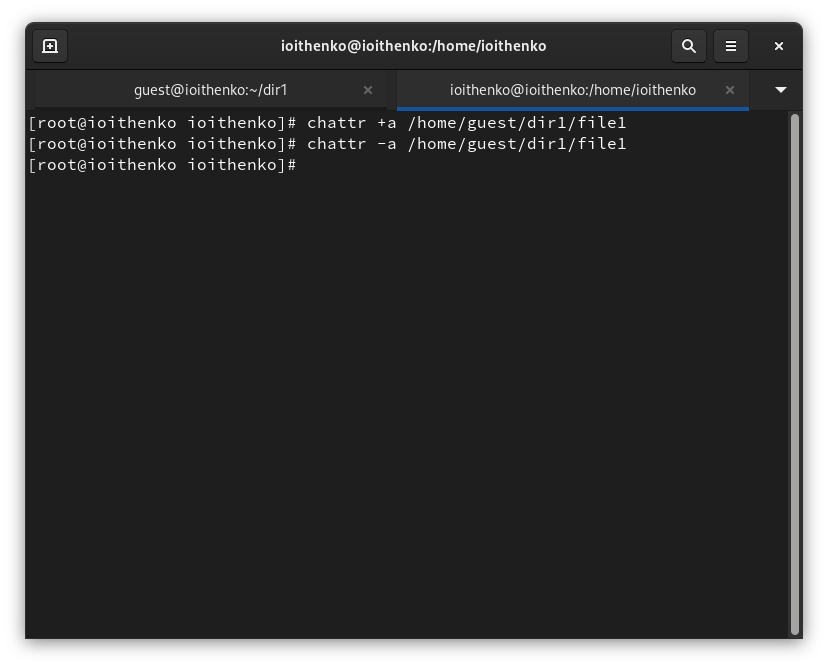 ioithenko@ioithenko:/home/ioithenko
guest@ioithenko:~/dir1
ioithenko@ioithenko:/home/ioithenko
[root@ioithenko ioithenko]# chattr +a /home/guest/dir1/file1
[root@ioithenko ioithenko]# chattr -a /home/guest/dir1/file1
[root@ioithenko ioithenko]#